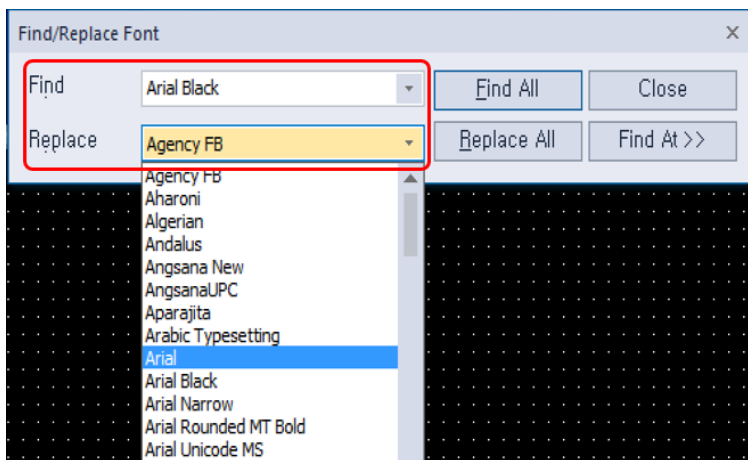 Find/Replace Font
Find Arial Black Find All Close
Replace Agency FB Replace All Find At >>
Agency FB
Aharoni
Algerian
Andalus
Angsana New
AngsanaUPC
Aparajita
Arabic Typesetting
Arial
Arial Black
Arial Narrow
Arial Rounded MT Bold
Arial Unicode MS